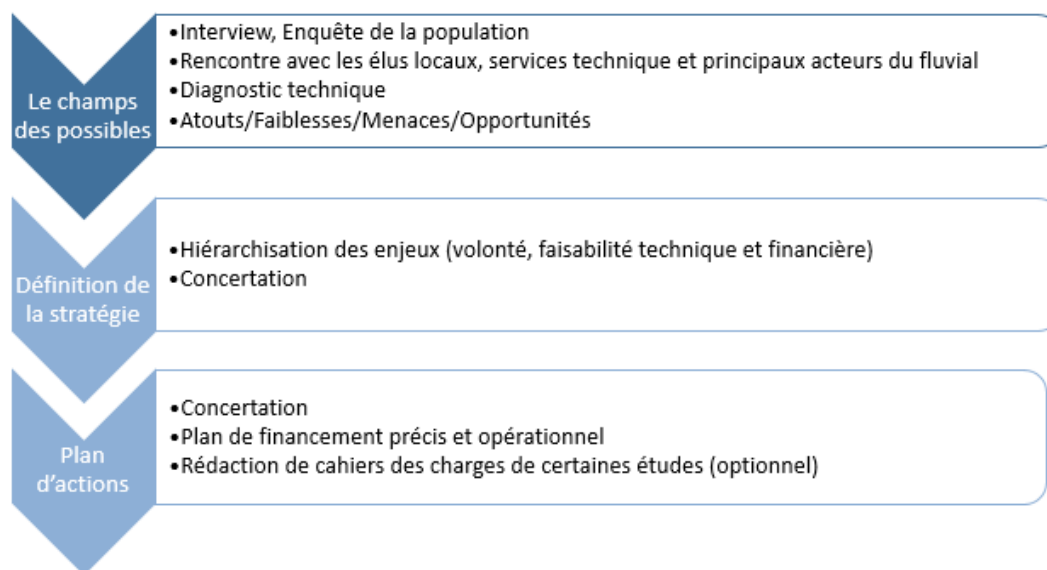 Le champs
des possibles
•Interview, Enquête de la population
•Rencontre avec les élus locaux, services technique et principaux acteurs du fluvial
•Diagnostic technique
•Atouts/Faiblesses/Menaces/Opportunités
Définition de
la stratégie
•Hiérarchisation des enjeux (volonté, faisabilité technique et financière)
•Concertation
Plan
d'actions
•Concertation
•Plan de financement précis et opérationnel
•Rédaction de cahiers des charges de certaines études (optionnel)